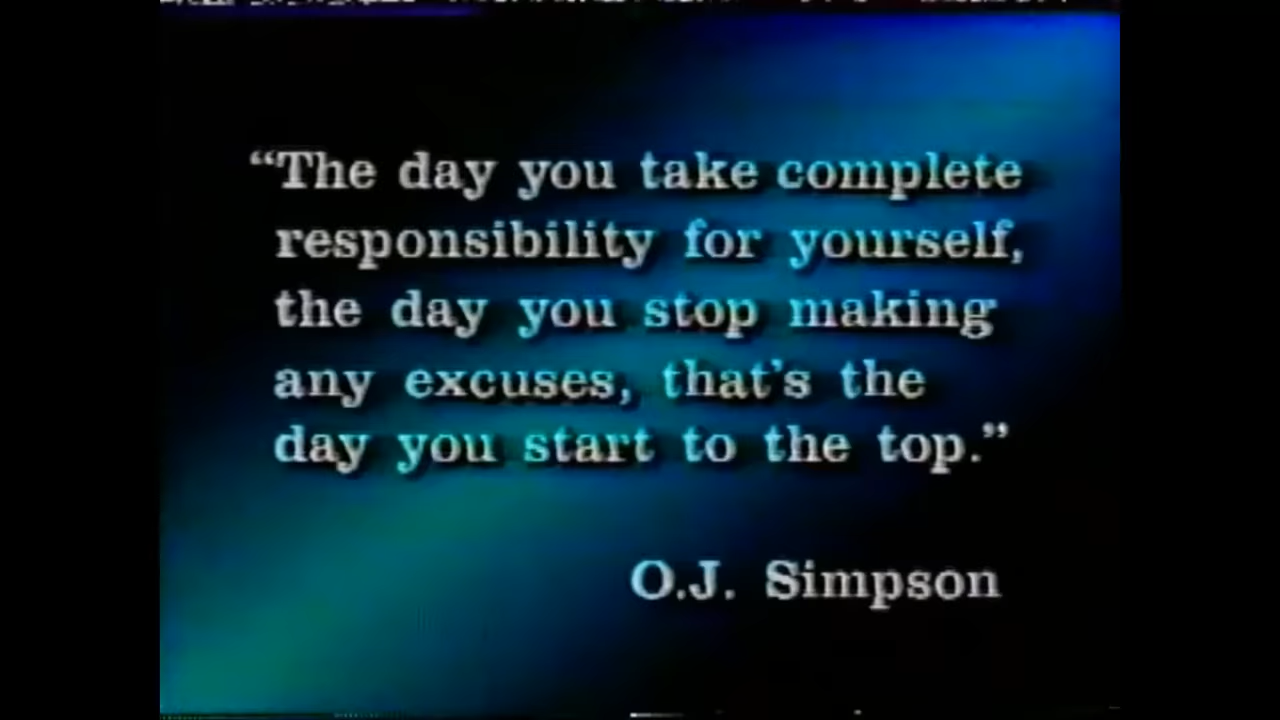 “The day you take complete
responsibility for yourself,
the day you stop making
any excuses, that’s the
day you start to the top.”
O.J. Simpson